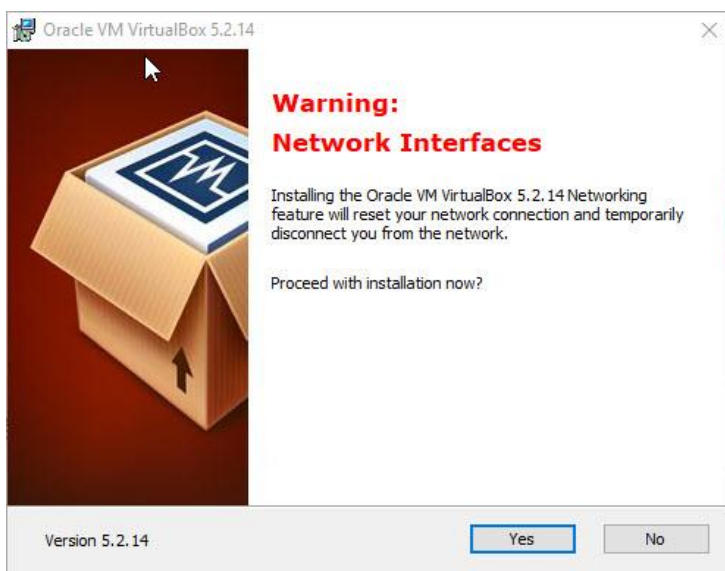 Oracle VM VirtualBox 5.2.14
Warning:
Network Interfaces
Installing the Oracle VM VirtualBox 5.2.14 Networking
feature will reset your network connection and temporarily
disconnect you from the network.
Proceed with installation now?
Version 5.2.14
Yes
No